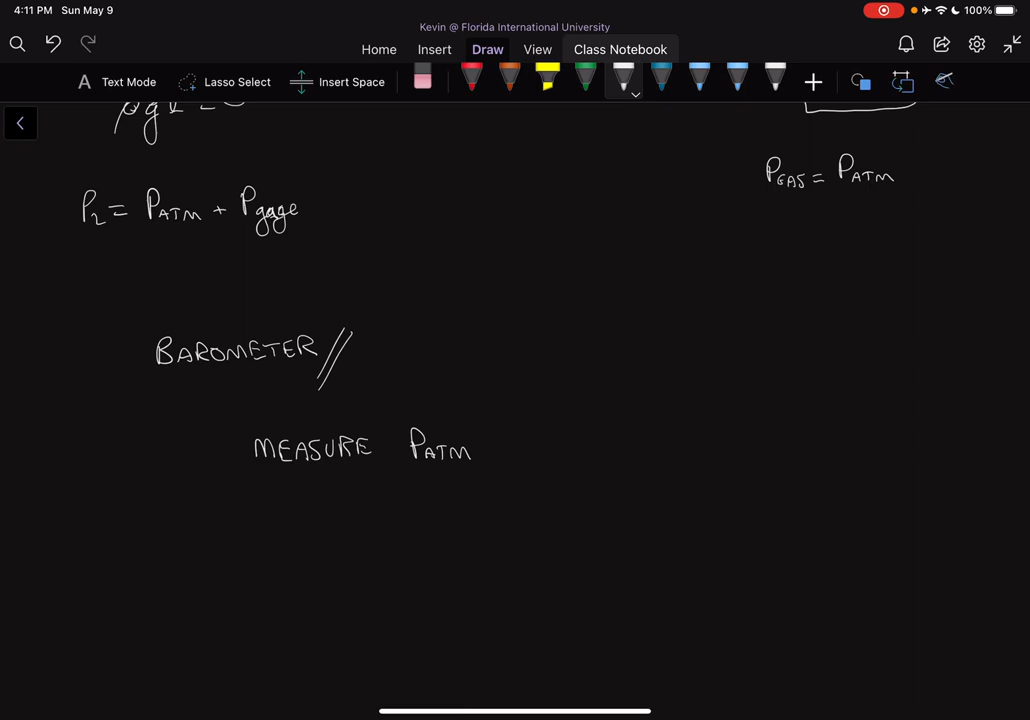 4:11 PM Sun May 9
100%
Kevin @ Florida International University
Home Insert Draw View Class Notebook
Text Mode Lasso Select Insert Space
P_GAS = P_ATM
P_2 = P_ATM + P_gage
BAROMETER //
MEASURE P_ATM